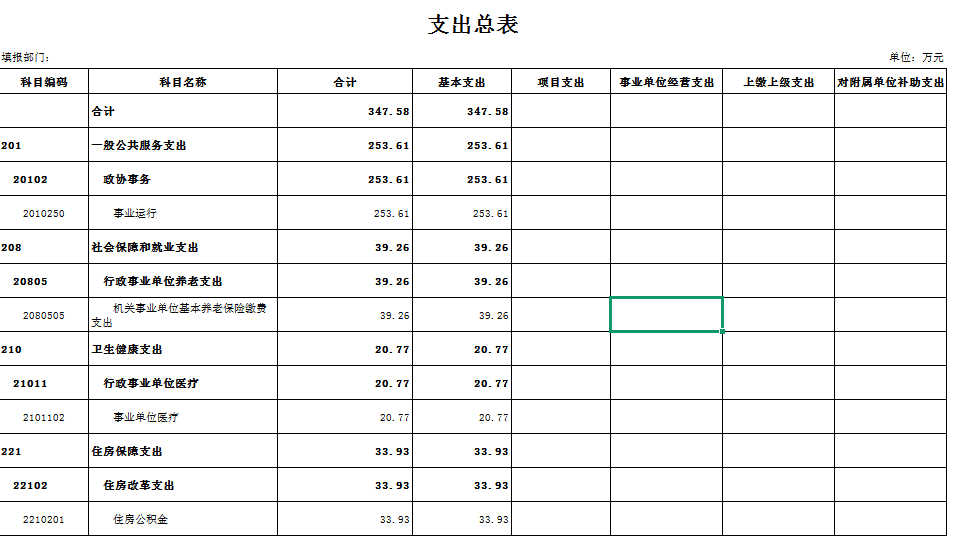 支出总表
填报部门: 单位: 万元
科目编码 科目名称 合计 基本支出 项目支出 事业单位经营支出 上缴上级支出 对附属单位补助支出
合计 347.58 347.58
201 一般公共服务支出 253.61 253.61
20102 政协事务 253.61 253.61
2010250 事业运行 253.61 253.61
208 社会保障和就业支出 39.26 39.26
20805 行政事业单位养老支出 39.26 39.26
2080505 机关事业单位基本养老保险缴费
支出 39.26 39.26
210 卫生健康支出 20.77 20.77
21011 行政事业单位医疗 20.77 20.77
2101102 事业单位医疗 20.77 20.77
221 住房保障支出 33.93 33.93
22102 住房改革支出 33.93 33.93
2210201 住房公积金 33.93 33.93